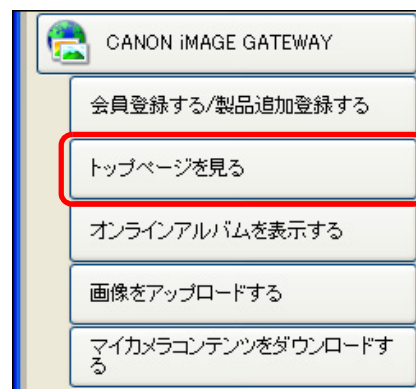 CANON iMAGE GATEWAY
会員登録する/製品追加登録する
トップページを見る
オンラインアルバムを表示する
画像をアップロードする
マイカメラコンテンツをダウンロードす
る